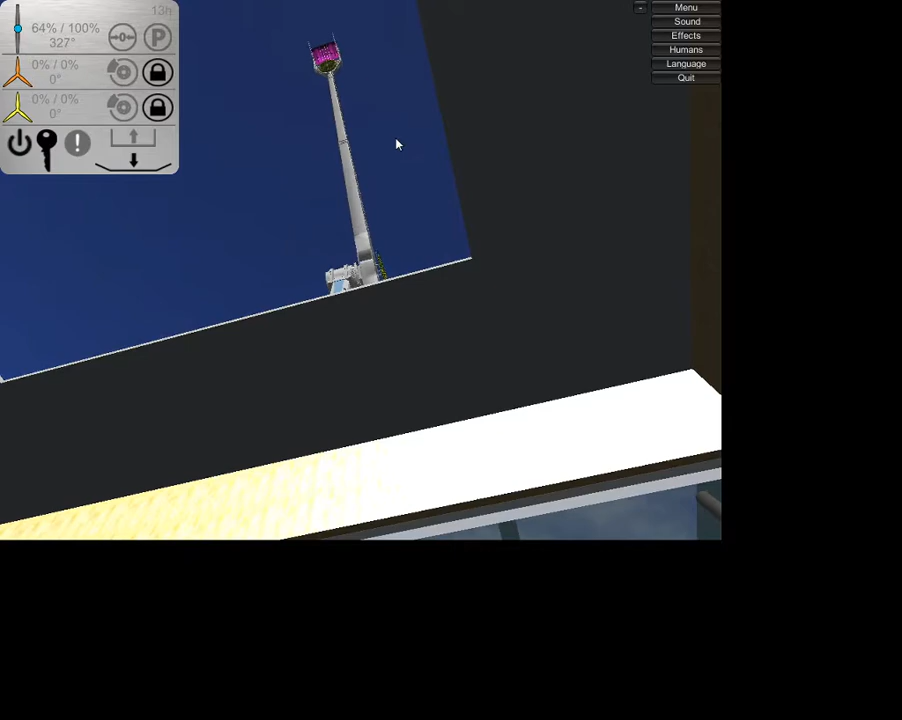 13h
64% / 100%
327°
P
0% / 0%
0°
0% / 0%
0°
!
-
Menu
Sound
Effects
Humans
Language
Quit